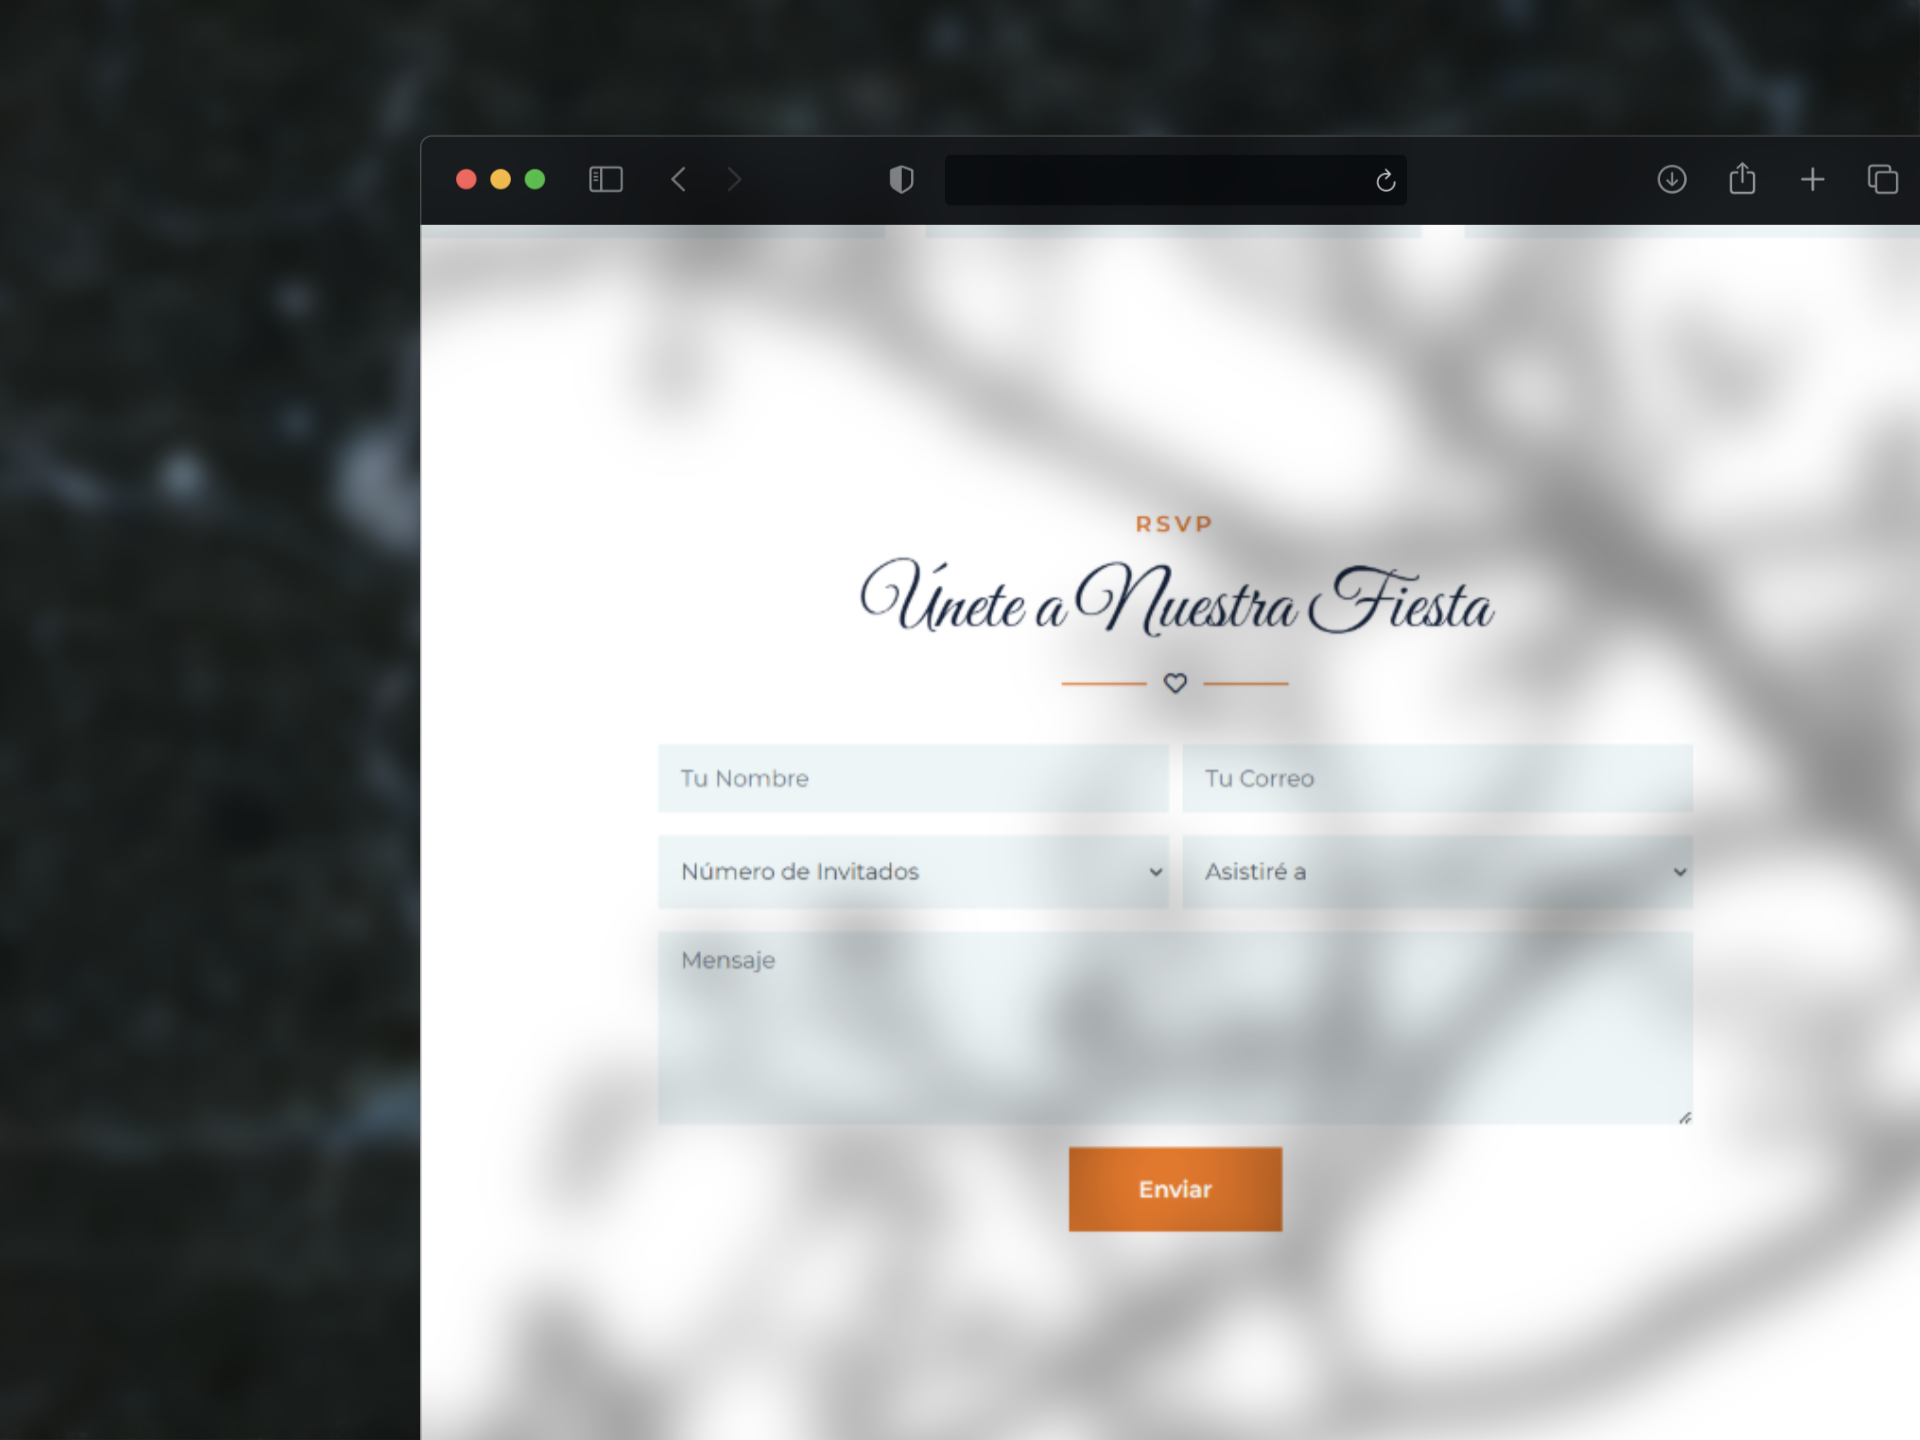 RSVP
Únete a Nuestra Fiesta
Tu Nombre
Tu Correo
Número de Invitados
Asistiré a
Mensaje
Enviar